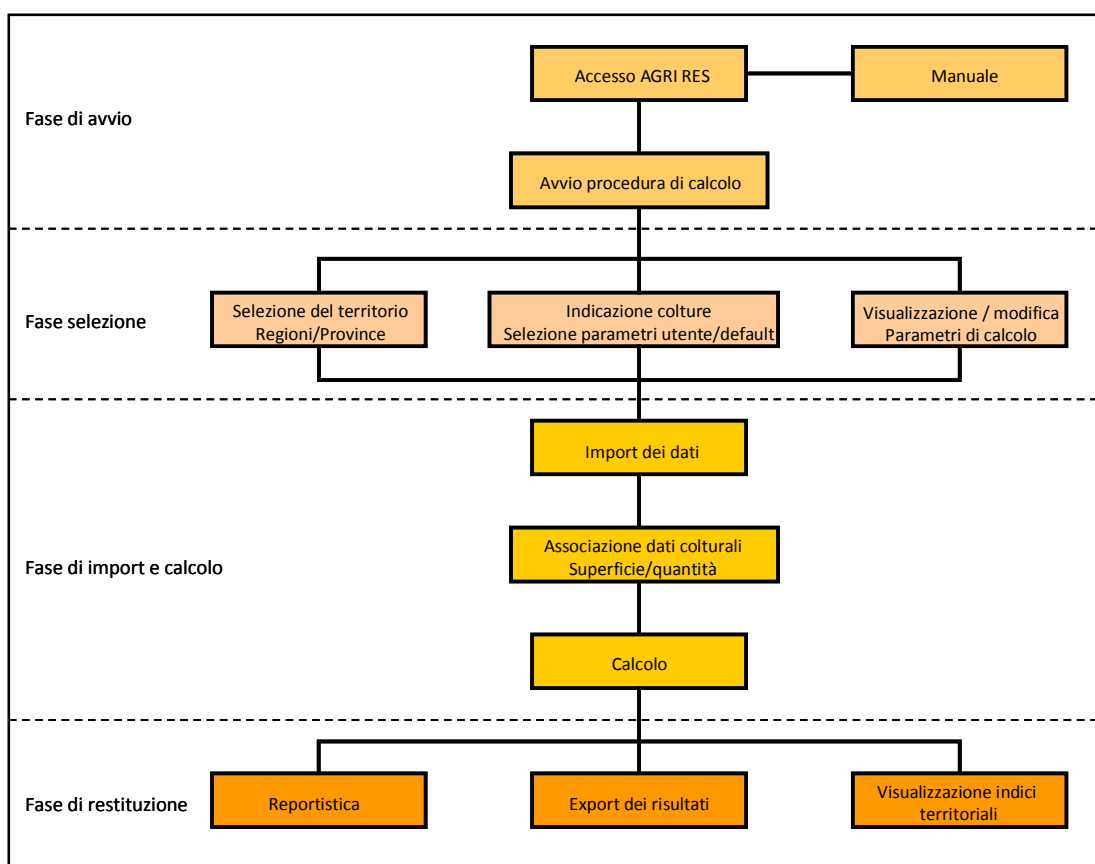 Accesso AGRI RES
Manuale
Fase di avvio
Avvio procedura di calcolo
Selezione del territorio
Regioni/Province
Indicazione colture
Selezione parametri utente/default
Visualizzazione / modifica
Parametri di calcolo
Fase selezione
Import dei dati
Associazione dati colturali
Superficie/quantità
Fase di import e calcolo
Calcolo
Fase di restituzione
Reportistica
Export dei risultati
Visualizzazione indici
territoriali